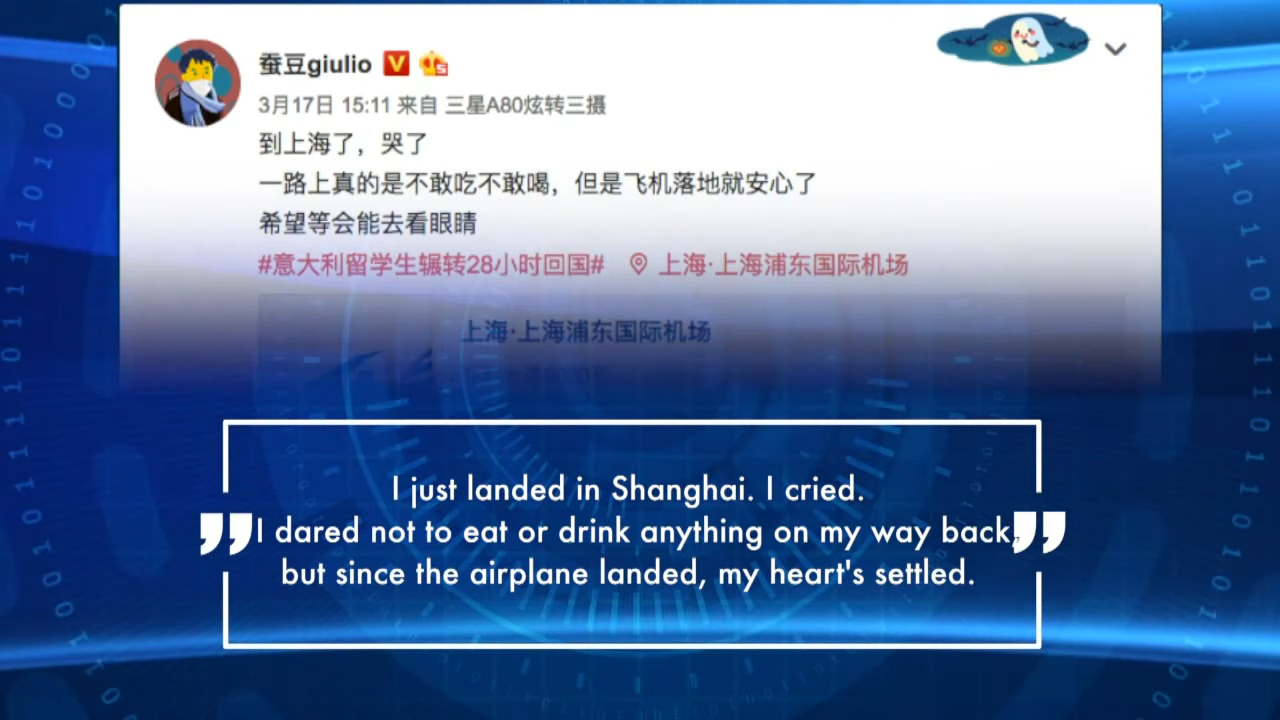 蚕豆giulio
3月17日 15:11 来自 三星A80炫转三摄
到上海了，哭了
一路上真的是不敢吃不敢喝，但是飞机落地就安心了
希望等会能去看眼睛
#意大利留学生辗转28小时回国# 上海·上海浦东国际机场
上海·上海浦东国际机场
I just landed in Shanghai. I cried.
”I dared not to eat or drink anything on my way back,”
but since the airplane landed, my heart's settled.